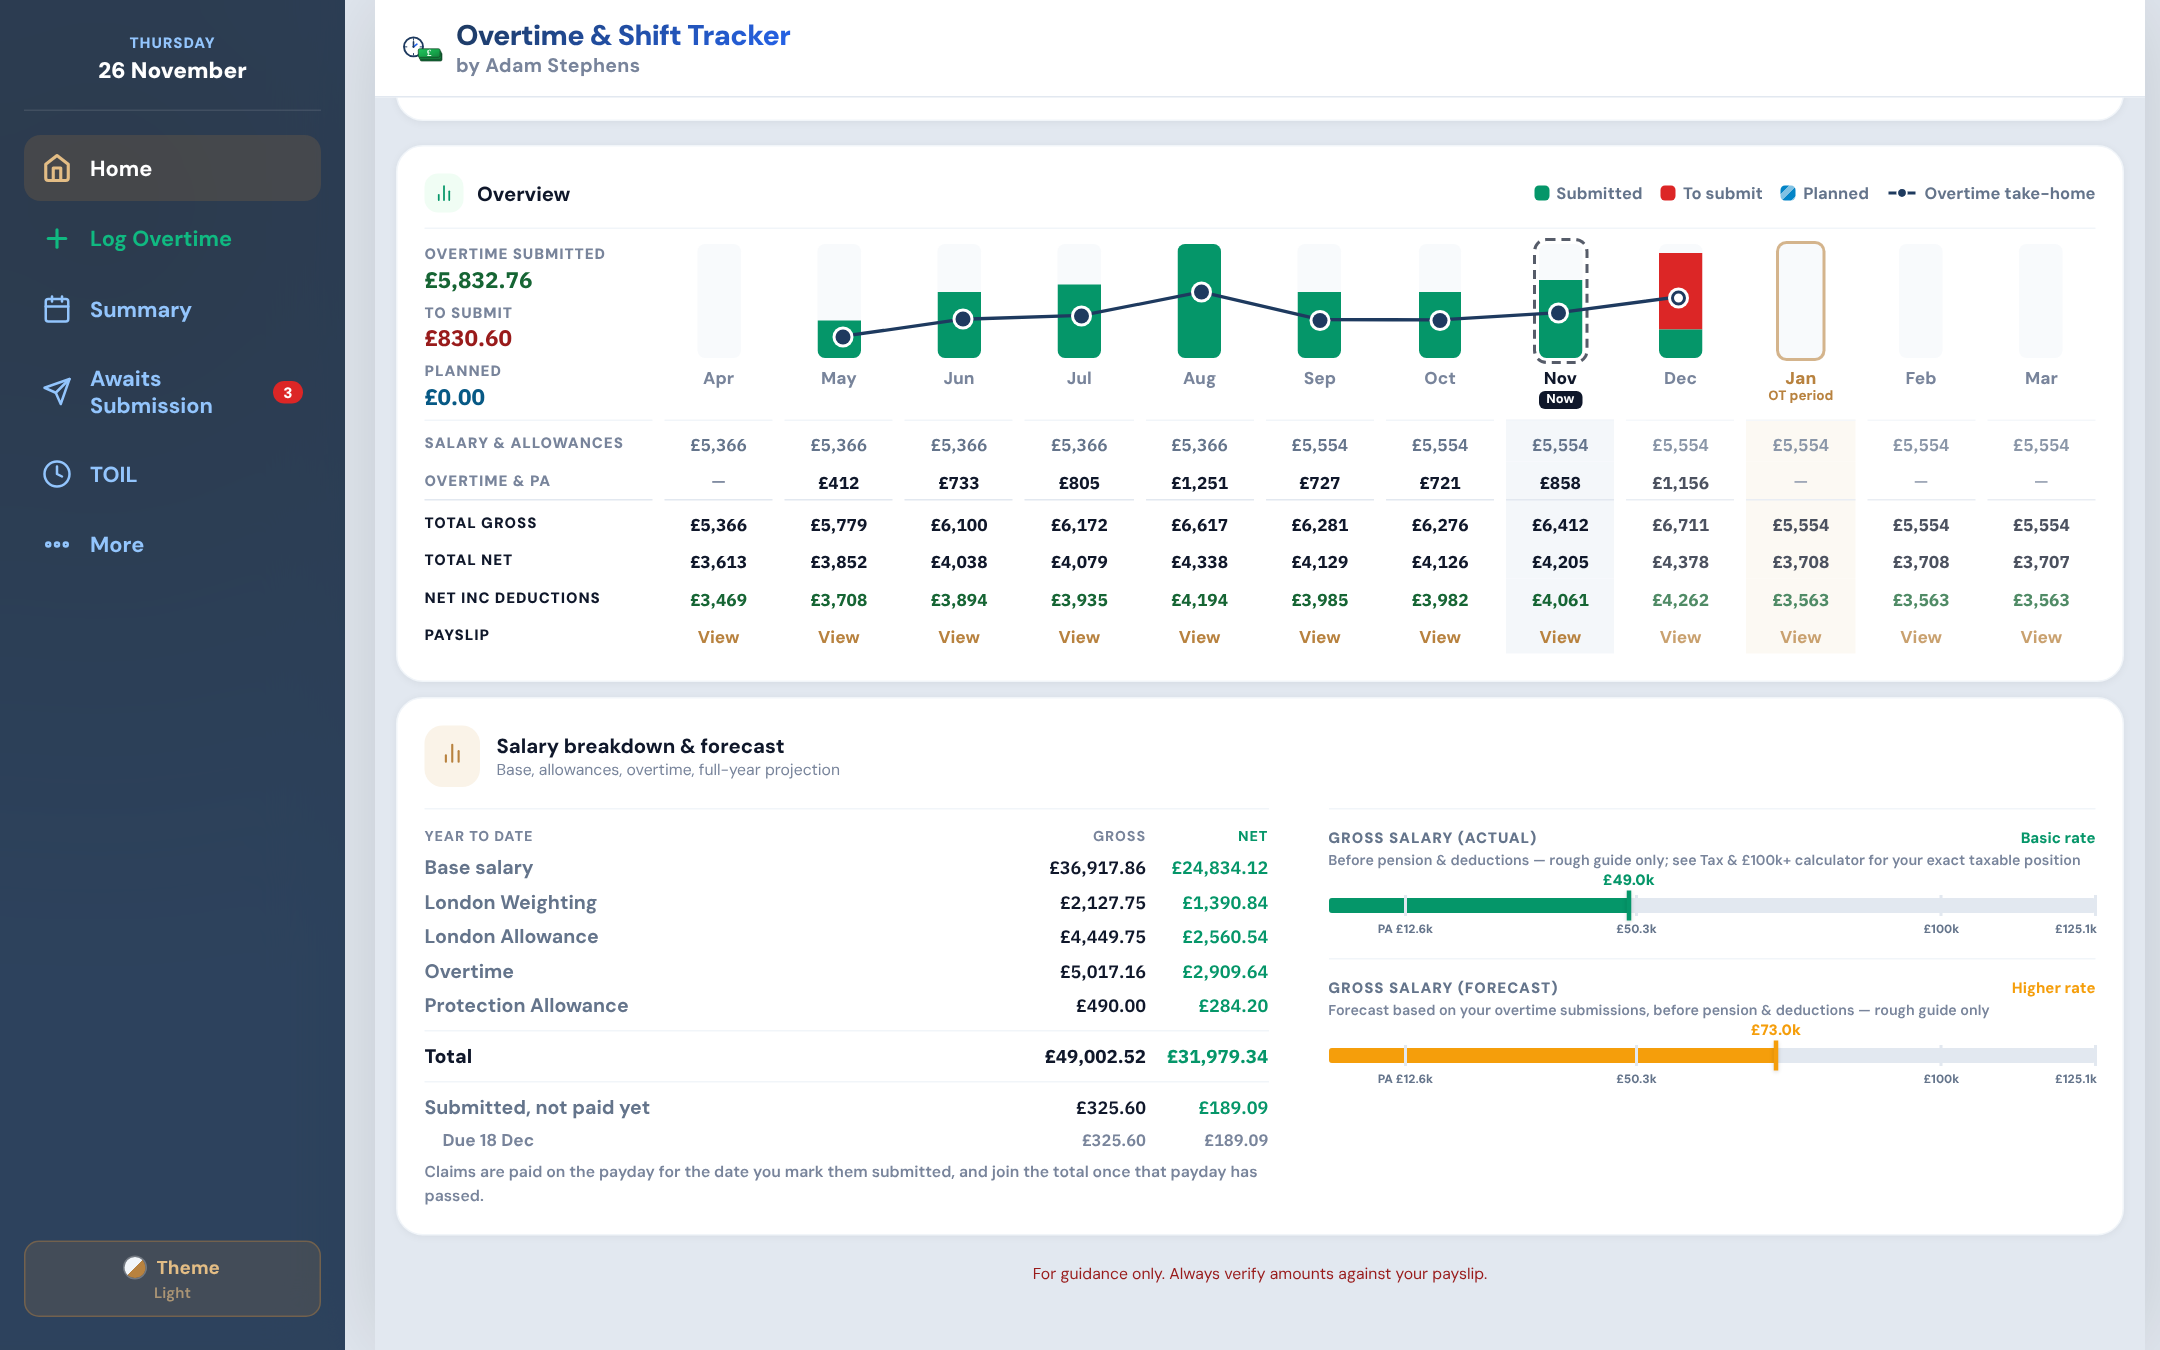 THURSDAY
26 November
Home
Log Overtime
Summary
Awaits
Submission
3
TOIL
More
Theme
Light
£
Overtime & Shift Tracker
by Adam Stephens
Overview
Submitted
To submit
Planned
Overtime take-home
OVERTIME SUBMITTED
£5,832.76
TO SUBMIT
£830.60
PLANNED
£0.00
Apr May Jun Jul Aug Sep Oct Nov Dec Jan Feb Mar
Now
OT period
SALARY & ALLOWANCES £5,366 £5,366 £5,366 £5,366 £5,366 £5,554 £5,554 £5,554 £5,554 £5,554 £5,554 £5,554
OVERTIME & PA — £412 £733 £805 £1,251 £727 £721 £858 £1,156 — — —
TOTAL GROSS £5,366 £5,779 £6,100 £6,172 £6,617 £6,281 £6,276 £6,412 £6,711 £5,554 £5,554 £5,554
TOTAL NET £3,613 £3,852 £4,038 £4,079 £4,338 £4,129 £4,126 £4,205 £4,378 £3,708 £3,708 £3,707
NET INC DEDUCTIONS £3,469 £3,708 £3,894 £3,935 £4,194 £3,985 £3,982 £4,061 £4,262 £3,563 £3,563 £3,563
PAYSLIP View View View View View View View View View View View View
Salary breakdown & forecast
Base, allowances, overtime, full-year projection
YEAR TO DATE GROSS NET
Base salary £36,917.86 £24,834.12
London Weighting £2,127.75 £1,390.84
London Allowance £4,449.75 £2,560.54
Overtime £5,017.16 £2,909.64
Protection Allowance £490.00 £284.20
Total £49,002.52 £31,979.34
Submitted, not paid yet £325.60 £189.09
Due 18 Dec £325.60 £189.09
Claims are paid on the payday for the date you mark them submitted, and join the total once that payday has
passed.
GROSS SALARY (ACTUAL) Basic rate
Before pension & deductions — rough guide only; see Tax & £100k+ calculator for your exact taxable position
£49.0k
PA £12.6k £50.3k £100k £125.1k
GROSS SALARY (FORECAST) Higher rate
Forecast based on your overtime submissions, before pension & deductions — rough guide only
£73.0k
PA £12.6k £50.3k £100k £125.1k
For guidance only. Always verify amounts against your payslip.